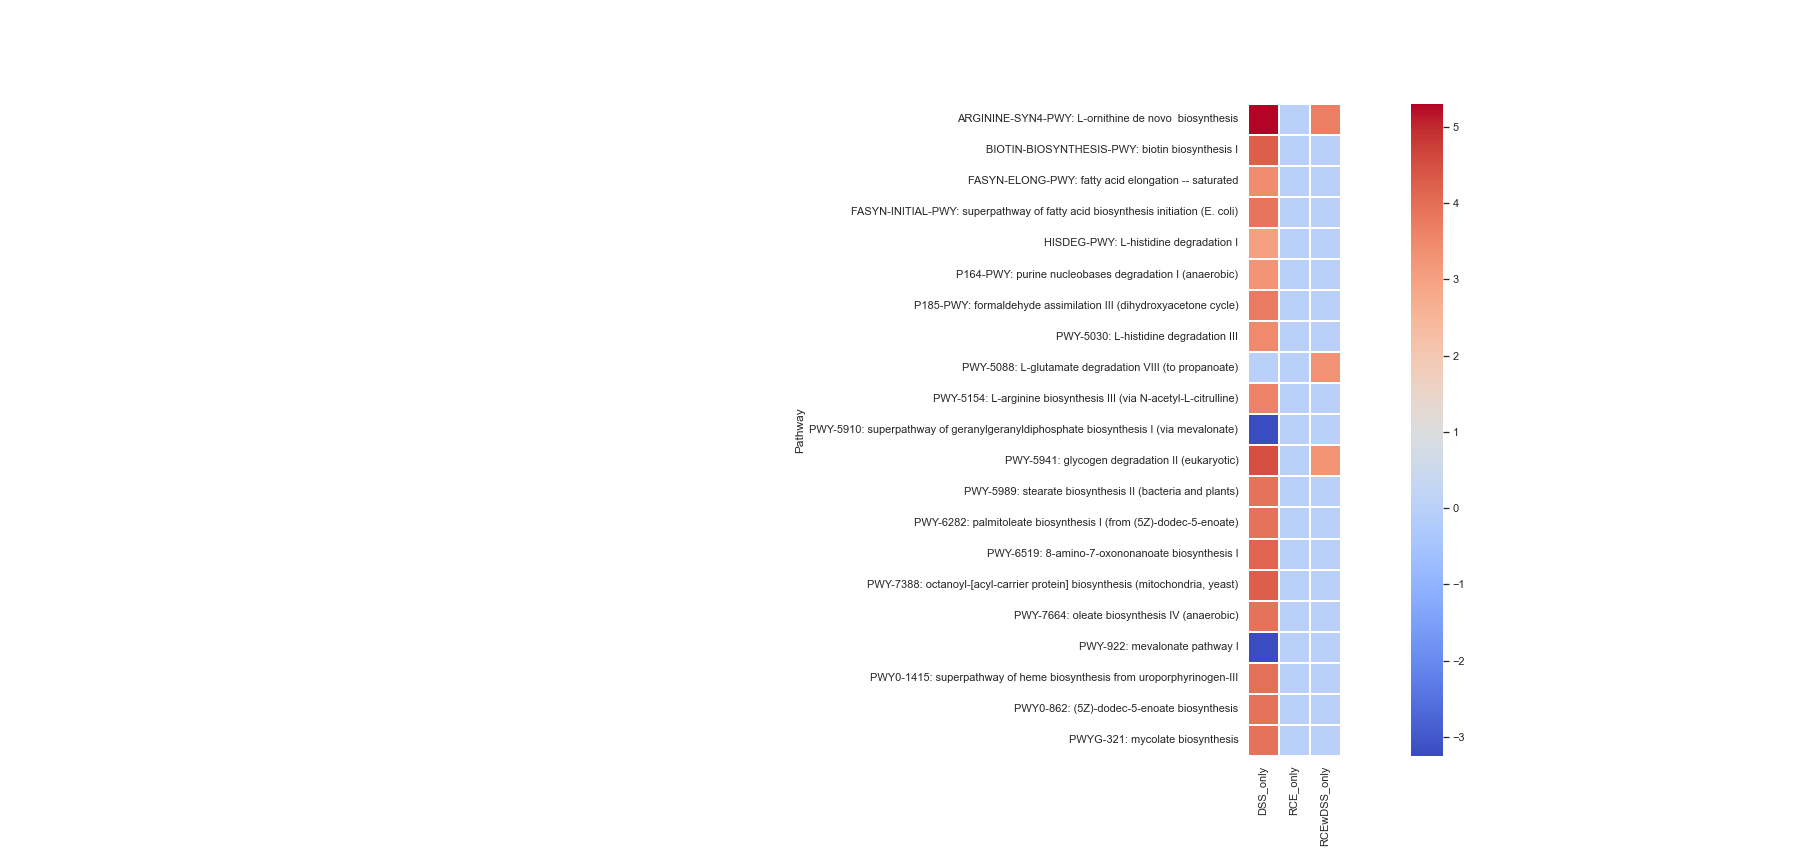 ARGININE-SYN4-PWY: L-ornithine de novo  biosynthesis
BIOTIN-BIOSYNTHESIS-PWY: biotin biosynthesis I
FASYN-ELONG-PWY: fatty acid elongation -- saturated
FASYN-INITIAL-PWY: superpathway of fatty acid biosynthesis initiation (E. coli)
HISDEG-PWY: L-histidine degradation I
P164-PWY: purine nucleobases degradation I (anaerobic)
P185-PWY: formaldehyde assimilation III (dihydroxyacetone cycle)
PWY-5030: L-histidine degradation III
PWY-5088: L-glutamate degradation VIII (to propanoate)
PWY-5154: L-arginine biosynthesis III (via N-acetyl-L-citrulline)
PWY-5910: superpathway of geranylgeranyldiphosphate biosynthesis I (via mevalonate)
PWY-5941: glycogen degradation II (eukaryotic)
PWY-5989: stearate biosynthesis II (bacteria and plants)
PWY-6282: palmitoleate biosynthesis I (from (5Z)-dodec-5-enoate)
PWY-6519: 8-amino-7-oxononanoate biosynthesis I
PWY-7388: octanoyl-[acyl-carrier protein] biosynthesis (mitochondria, yeast)
PWY-7664: oleate biosynthesis IV (anaerobic)
PWY-922: mevalonate pathway I
PWY0-1415: superpathway of heme biosynthesis from uroporphyrinogen-III
PWY0-862: (5Z)-dodec-5-enoate biosynthesis
PWYG-321: mycolate biosynthesis
Pathway
DSS_only
RCE_only
RCEwDSS_only
5
4
3
2
1
0
−1
−2
−3